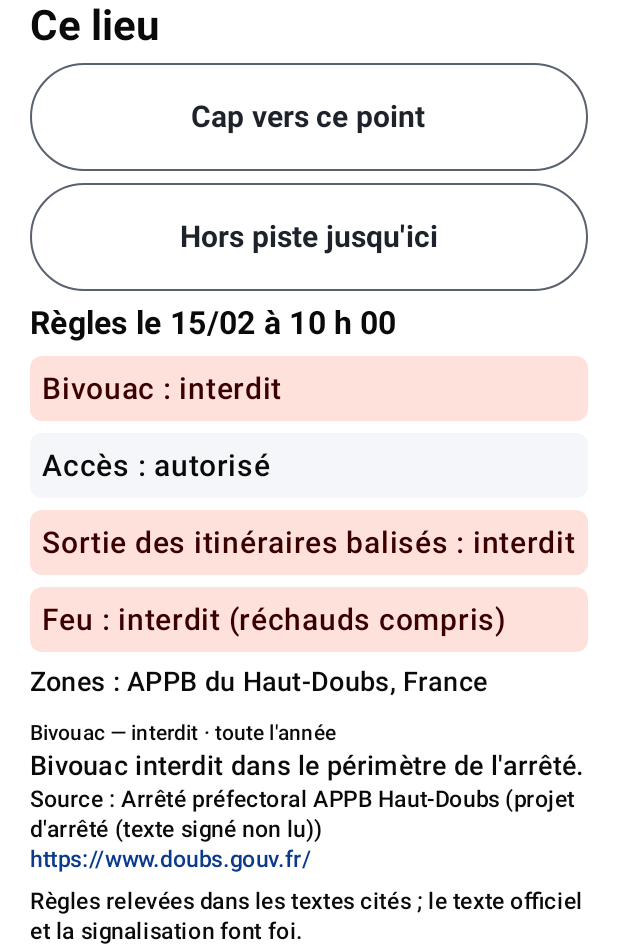 Ce lieu
Cap vers ce point
Hors piste jusqu'ici
Règles le 15/02 à 10 h 00
Bivouac : interdit
Accès : autorisé
Sortie des itinéraires balisés : interdit
Feu : interdit (réchauds compris)
Zones : APPB du Haut-Doubs, France
Bivouac — interdit · toute l'année
Bivouac interdit dans le périmètre de l'arrêté.
Source : Arrêté préfectoral APPB Haut-Doubs (projet
d'arrêté (texte signé non lu))
https://www.doubs.gouv.fr/
Règles relevées dans les textes cités ; le texte officiel
et la signalisation font foi.